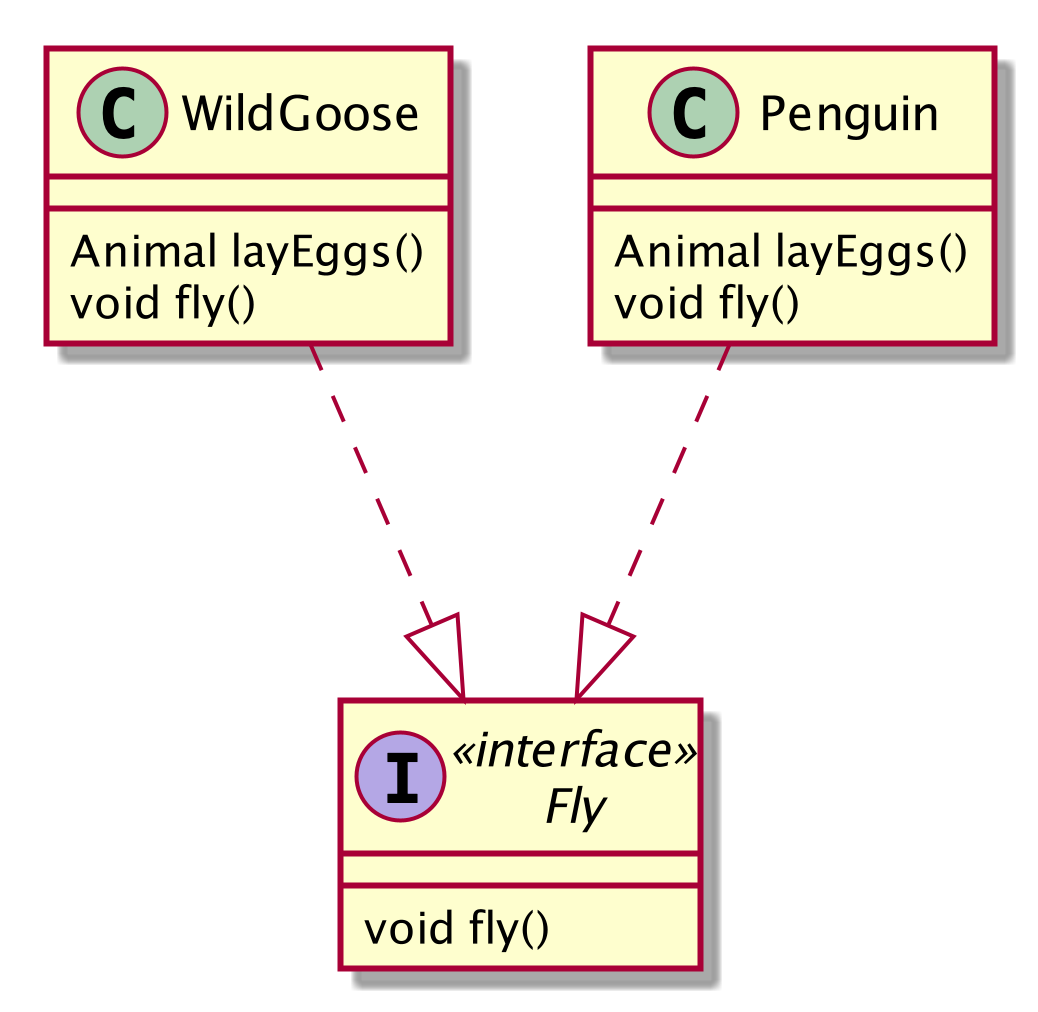 C WildGoose
Animal layEggs()
void fly()
C Penguin
Animal layEggs()
void fly()
I «interface»
Fly
void fly()